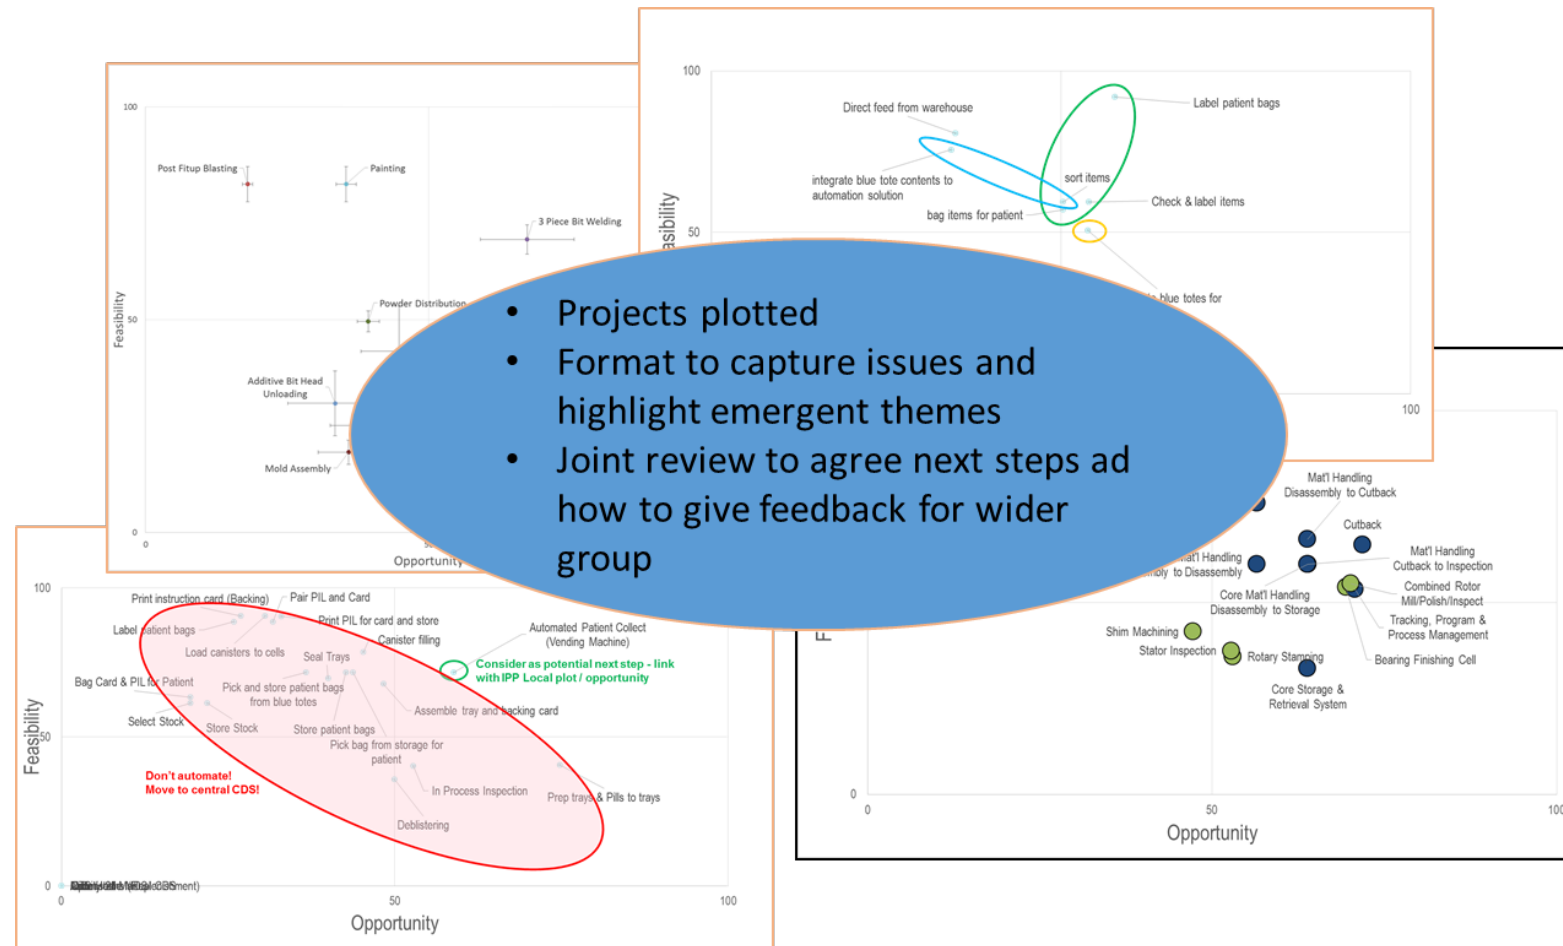 100
Post Fitup Blasting
Painting
3 Piece Bit Welding
Feasibility
50
Powder Distribution
Additive Bit Head
Unloading
Mold Assembly
0
0
50
Opportunity
100
Direct feed from warehouse
Label patient bags
integrate blue tote contents to
automation solution
sort items
bag items for patient
Check & label items
50
blue totes for
100
• Projects plotted
• Format to capture issues and
highlight emergent themes
• Joint review to agree next steps ad
how to give feedback for wider
group
Mat'l Handling
Disassembly to Cutback
Cutback
Mat'l Handling
Cutback to Inspection
Mat'l Handling
to Disassembly
Core Mat'l Handling
Disassembly to Storage
Combined Rotor
Mill/Polish/Inspect
Tracking, Program &
Process Management
Bearing Finishing Cell
Shim Machining
Stator Inspection
Rotary Stamping
Core Storage &
Retrieval System
0
0
50
100
Opportunity
100
Print instruction card (Backing)
Pair PIL and Card
Label patient bags
Print PIL for card and store
Canister filling
Load canisters to cells
Seal Trays
Automated Patient Collect
(Vending Machine)
Consider as potential next step - link
with IPP Local plot / opportunity
Bag Card & PIL for Patient
Pick and store patient bags
from blue totes
Select Stock
Store Stock
Assemble tray and backing card
Store patient bags
Pick bag from storage for
patient
Feasibility
50
Don't automate!
Move to central CDS!
In Process Inspection
Prep trays & Pills to trays
Deblistering
0
0
50
100
Opportunity